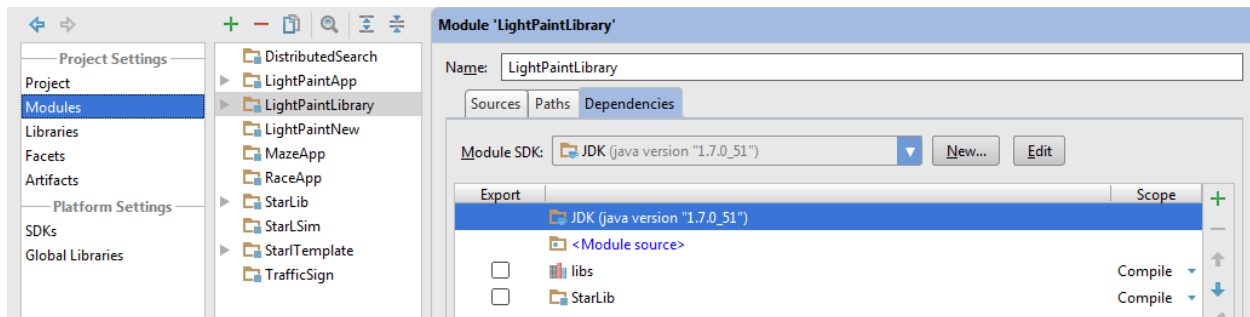 Project Settings
Project
Modules
Libraries
Facets
Artifacts
Platform Settings
SDKs
Global Libraries
DistributedSearch
LightPaintApp
LightPaintLibrary
LightPaintNew
MazeApp
RaceApp
StarLib
StarLSim
StarlTemplate
TrafficSign
Module 'LightPaintLibrary'
Name: LightPaintLibrary
Sources Paths Dependencies
Module SDK: JDK (java version "1.7.0_51") New... Edit
Export Scope
JDK (java version "1.7.0_51")
<Module source>
libs Compile
StarLib Compile